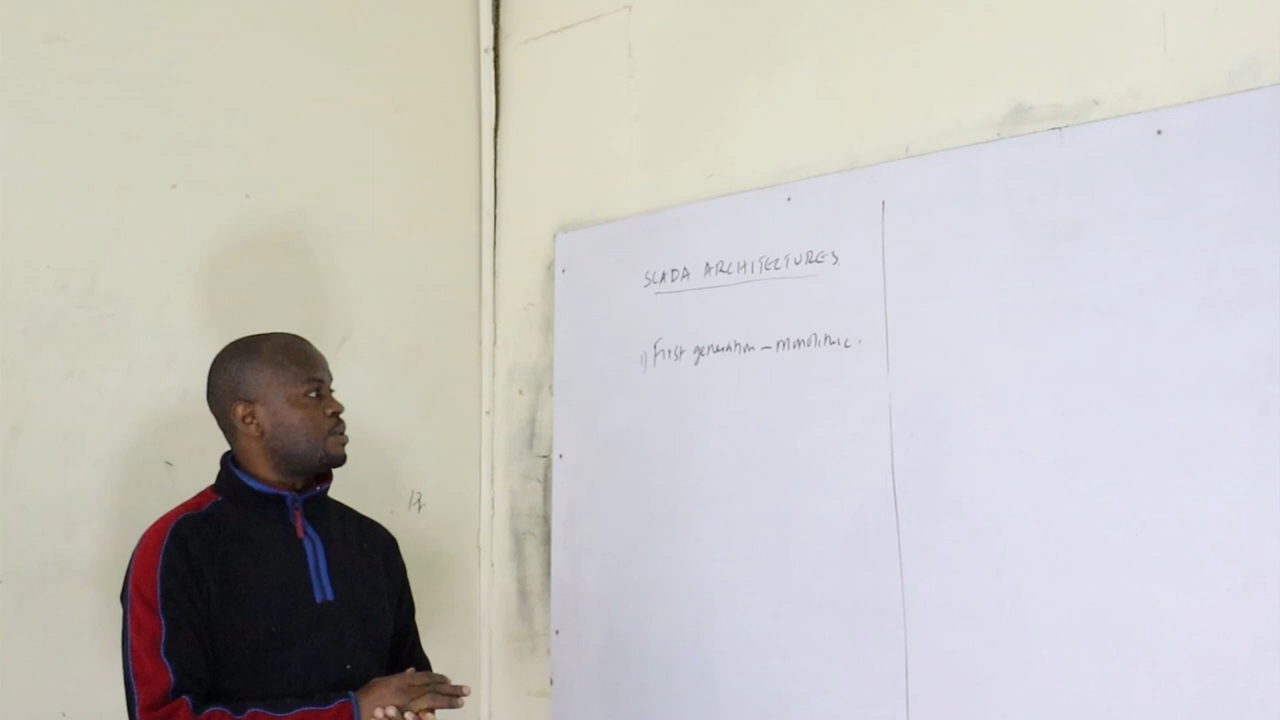 SCADA ARCHITECTURES
1) First generation – monolithic.